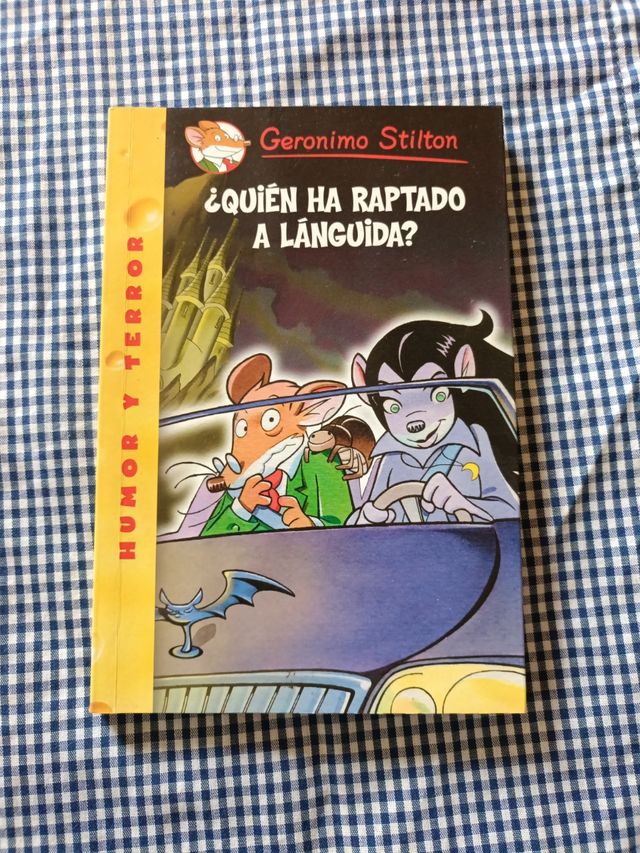 Geronimo Stilton
¿QUIÉN HA RAPTADO
A LÁNGUIDA?
HUMOR Y TERROR